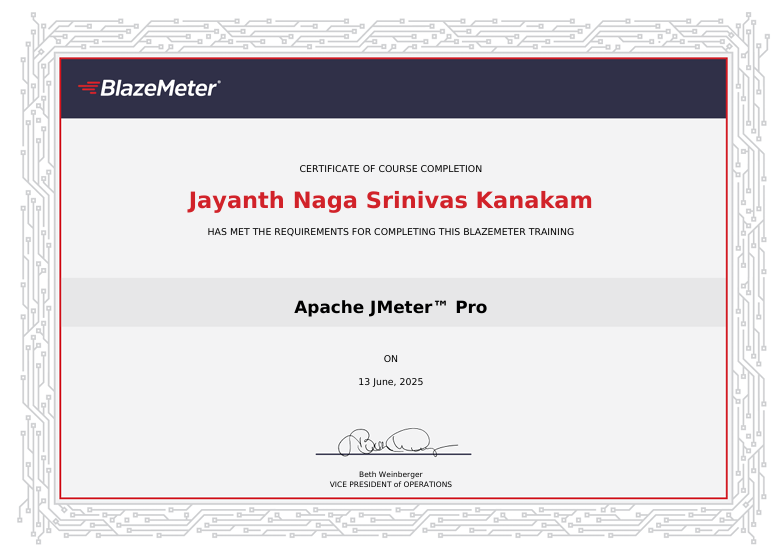 BlazeMeter®
CERTIFICATE OF COURSE COMPLETION
Jayanth Naga Srinivas Kanakam
HAS MET THE REQUIREMENTS FOR COMPLETING THIS BLAZEMETER TRAINING
Apache JMeter™ Pro
ON
13 June, 2025
Beth Weinberger
VICE PRESIDENT of OPERATIONS